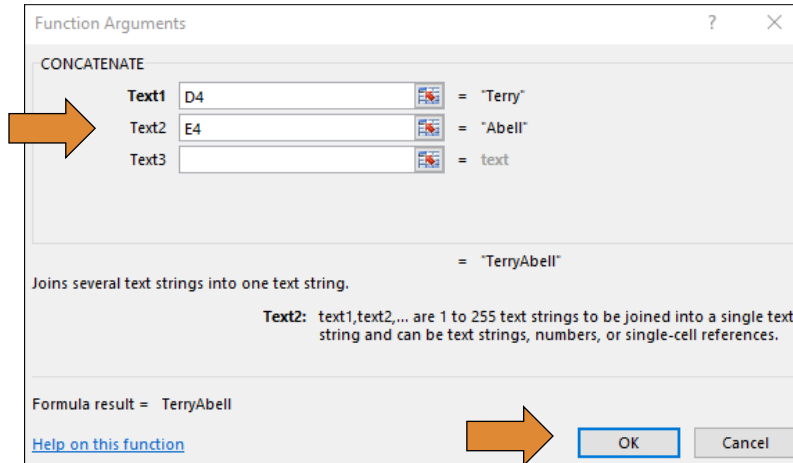 Function Arguments ? ×
CONCATENATE
Text1 D4 = "Terry"
Text2 E4 = "Abell"
Text3 = text
= "TerryAbell"
Joins several text strings into one text string.
Text2: text1,text2,... are 1 to 255 text strings to be joined into a single text
string and can be text strings, numbers, or single-cell references.
Formula result = TerryAbell
Help on this function OK Cancel